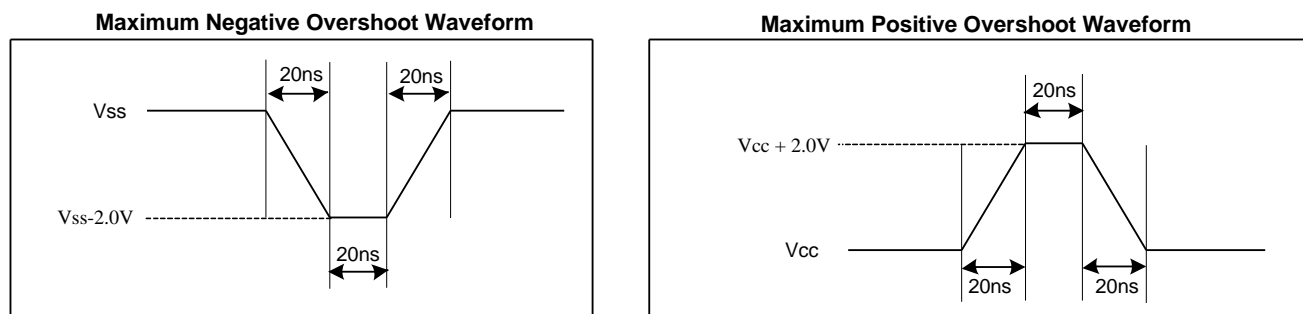 Maximum Negative Overshoot Waveform
20ns
20ns
Vss
Vss-2.0V
20ns
Maximum Positive Overshoot Waveform
20ns
Vcc + 2.0V
Vcc
20ns
20ns